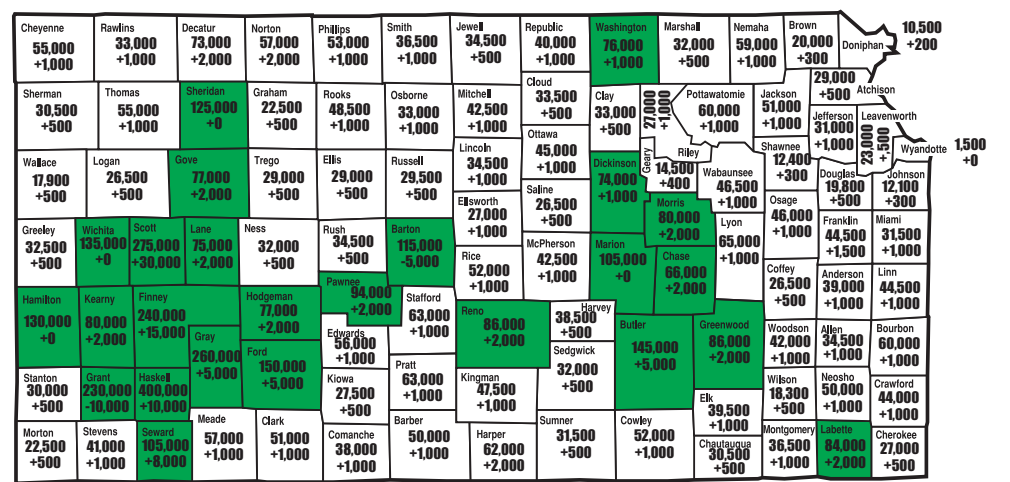 Cheyenne
55,000
+1,000
Rawlins
33,000
+1,000
Decatur
73,000
+2,000
Norton
57,000
+2,000
Phillips
53,000
+1,000
Smith
36,500
+1,000
Jewell
34,500
+500
Republic
40,000
+1,000
Washington
76,000
+1,000
Marshall
32,000
+500
Nemaha
59,000
+1,000
Brown
20,000
+300
Doniphan
10,500
+200
Sherman
30,500
+500
Thomas
55,000
+1,000
Sheridan
125,000
+0
Graham
22,500
+500
Rooks
48,500
+1,000
Osborne
33,000
+1,000
Mitchell
42,500
+1,000
Cloud
33,500
+500
Clay
33,000
+500
27,000
+1,000
Riley
Pottawatomie
60,000
+1,000
Jackson
51,000
+1,000
29,000
+500
Atchison
Jefferson
31,000
+1,000
Leavenworth
23,000
+,500
Wyandotte
1,500
+0
Wallace
17,900
+500
Logan
26,500
+500
Gove
77,000
+2,000
Trego
29,000
+500
Ellis
29,000
+500
Russell
29,500
+500
Lincoln
34,500
+1,000
Ottawa
45,000
+1,000
Dickinson
74,000
+1,000
Geary
14,500
+400
Wabaunsee
46,500
+1,000
Shawnee
12,400
+300
Douglas
19,800
+500
Johnson
12,100
+300
Ellsworth
27,000
+1,000
Saline
26,500
+500
Morris
80,000
+2,000
Osage
46,000
+1,000
Franklin
44,500
+1,500
Miami
31,500
+1,000
Greeley
32,500
+500
Wichita
135,000
+0
Scott
275,000
+30,000
Lane
75,000
+2,000
Ness
32,000
+500
Rush
34,500
+500
Barton
115,000
-5,000
Rice
52,000
+1,000
McPherson
42,500
+1,000
Marion
105,000
+0
Chase
66,000
+2,000
Lyon
65,000
+1,000
Coffey
26,500
+500
Anderson
39,000
+1,000
Linn
44,500
+1,000
Hamilton
130,000
+0
Kearny
80,000
+2,000
Finney
240,000
+15,000
Hodgeman
77,000
+2,000
Pawnee
94,000
+2,000
Stafford
63,000
+1,000
Reno
86,000
+2,000
Harvey
38,500
+500
Butler
145,000
+5,000
Greenwood
86,000
+2,000
Woodson
42,000
+1,000
Allen
34,500
+1,000
Bourbon
60,000
+1,000
Gray
260,000
+5,000
Ford
150,000
+5,000
Edwards
56,000
+1,000
Pratt
63,000
+1,000
Kingman
47,500
+1,000
Sedgwick
32,000
+500
Elk
39,500
+1,000
Wilson
18,300
+500
Neosho
50,000
+1,000
Crawford
44,000
+1,000
Stanton
30,000
+500
Grant
230,000
-10,000
Haskell
400,000
+10,000
Kiowa
27,500
+500
Morton
22,500
+500
Stevens
41,000
+1,000
Seward
105,000
+8,000
Meade
57,000
+1,000
Clark
51,000
+1,000
Comanche
38,000
+1,000
Barber
50,000
+1,000
Harper
62,000
+2,000
Sumner
31,500
+500
Cowley
52,000
+1,000
Chautauqua
30,500
+500
Montgomery
36,500
+1,000
Labette
84,000
+2,000
Cherokee
27,000
+500